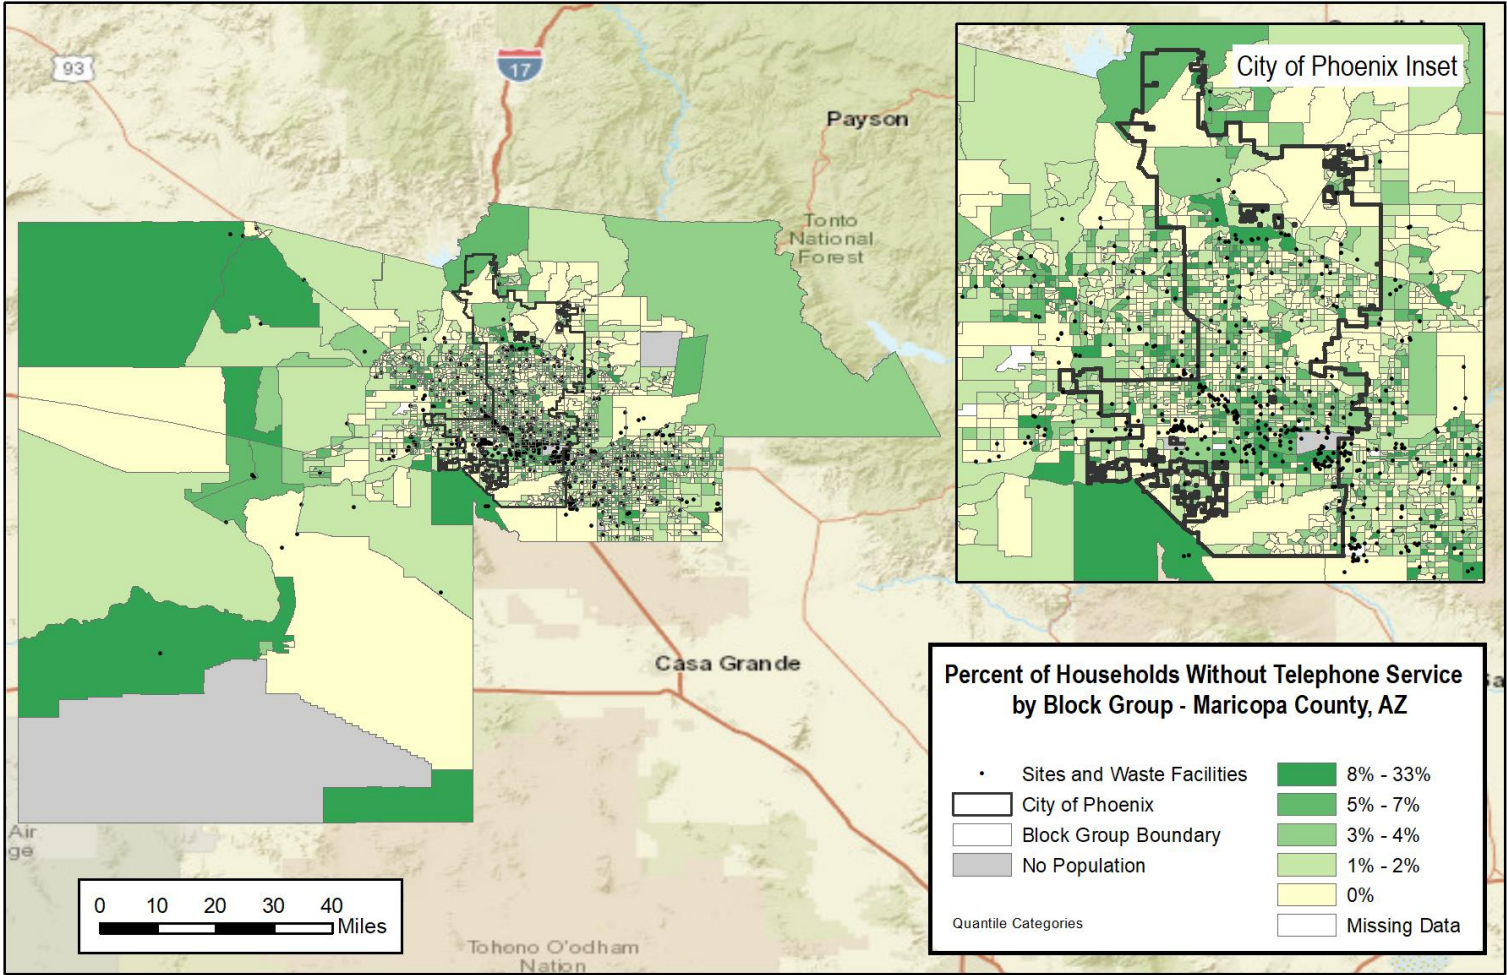 93
17
Payson
Tonto
National
Forest
City of Phoenix Inset
Casa Grande
Air
ge
Tohono O'odham
Nation
0 10 20 30 40
Miles
Percent of Households Without Telephone Service
by Block Group - Maricopa County, AZ
Sites and Waste Facilities
City of Phoenix
Block Group Boundary
No Population
Quantile Categories
8% - 33%
5% - 7%
3% - 4%
1% - 2%
0%
Missing Data